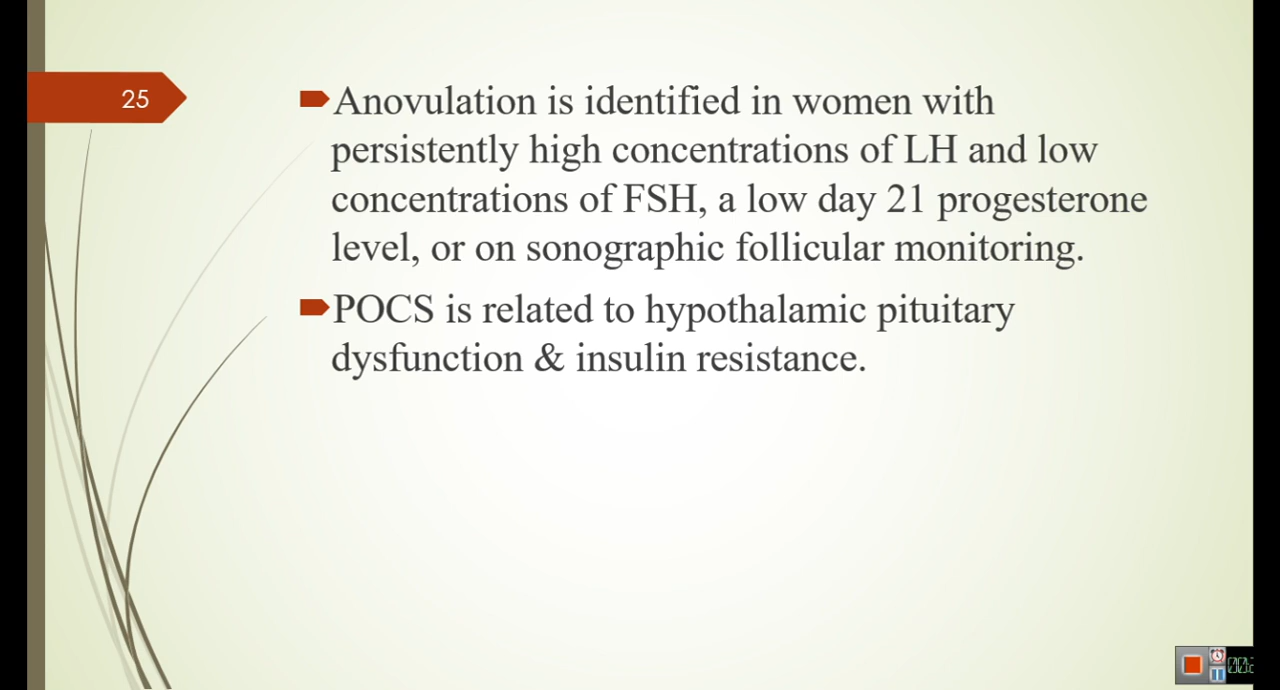 25
Anovulation is identified in women with
persistently high concentrations of LH and low
concentrations of FSH, a low day 21 progesterone
level, or on sonographic follicular monitoring.
POCS is related to hypothalamic pituitary
dysfunction & insulin resistance.